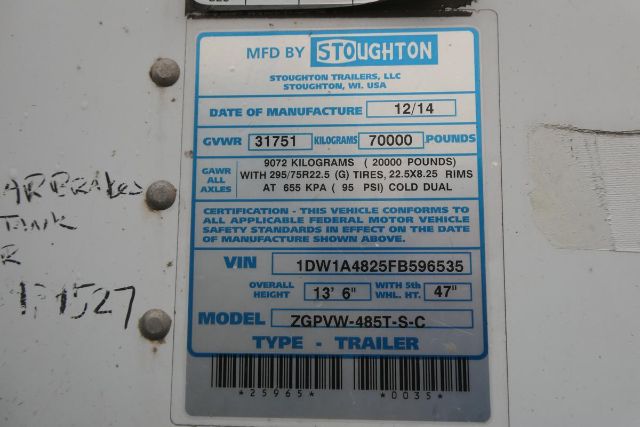 MFD BY STOUGHTON
STOUGHTON TRAILERS, LLC
STOUGHTON, WI. USA
DATE OF MANUFACTURE 12/14
GVWR 31751 KILOGRAMS 70000 POUNDS
GAWR ALL AXLES
9072 KILOGRAMS ( 20000 POUNDS)
WITH 295/75R22.5 (G) TIRES, 22.5X8.25 RIMS
AT 655 KPA ( 95 PSI) COLD DUAL
CERTIFICATION - THIS VEHICLE CONFORMS TO
ALL APPLICABLE FEDERAL MOTOR VEHICLE
SAFETY STANDARDS IN EFFECT ON THE DATE
OF MANUFACTURE SHOWN ABOVE.
VIN 1DW1A4825FB596535
OVERALL HEIGHT 13' 6" WITH 5th WHL. HT. 47"
MODEL ZGPVW-485T-S-C
TYPE - TRAILER
*25965* *0035*